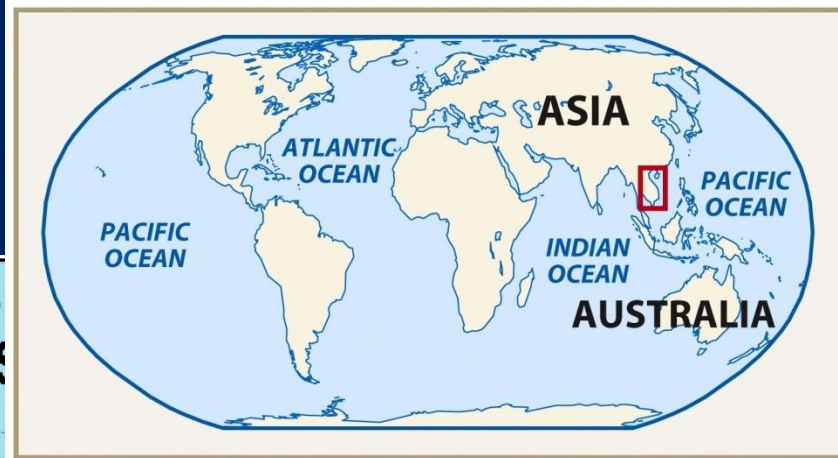 ASIA
ATLANTIC
OCEAN
PACIFIC
OCEAN
PACIFIC
OCEAN
INDIAN
OCEAN
AUSTRALIA